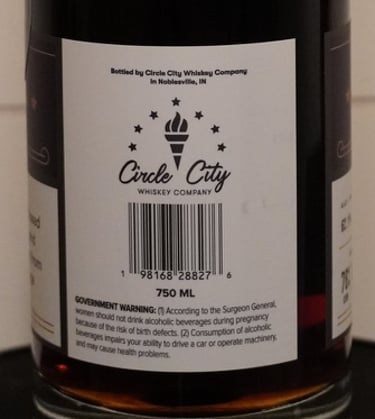 Bottled by Circle City Whiskey Company
in Noblesville, IN
Circle City
WHISKEY COMPANY
1 98168 28827 6
750 ML
GOVERNMENT WARNING: (1) According to the Surgeon General,
women should not drink alcoholic beverages during pregnancy
because of the risk of birth defects. (2) Consumption of alcoholic
beverages impairs your ability to drive a car or operate machinery,
and may cause health problems.